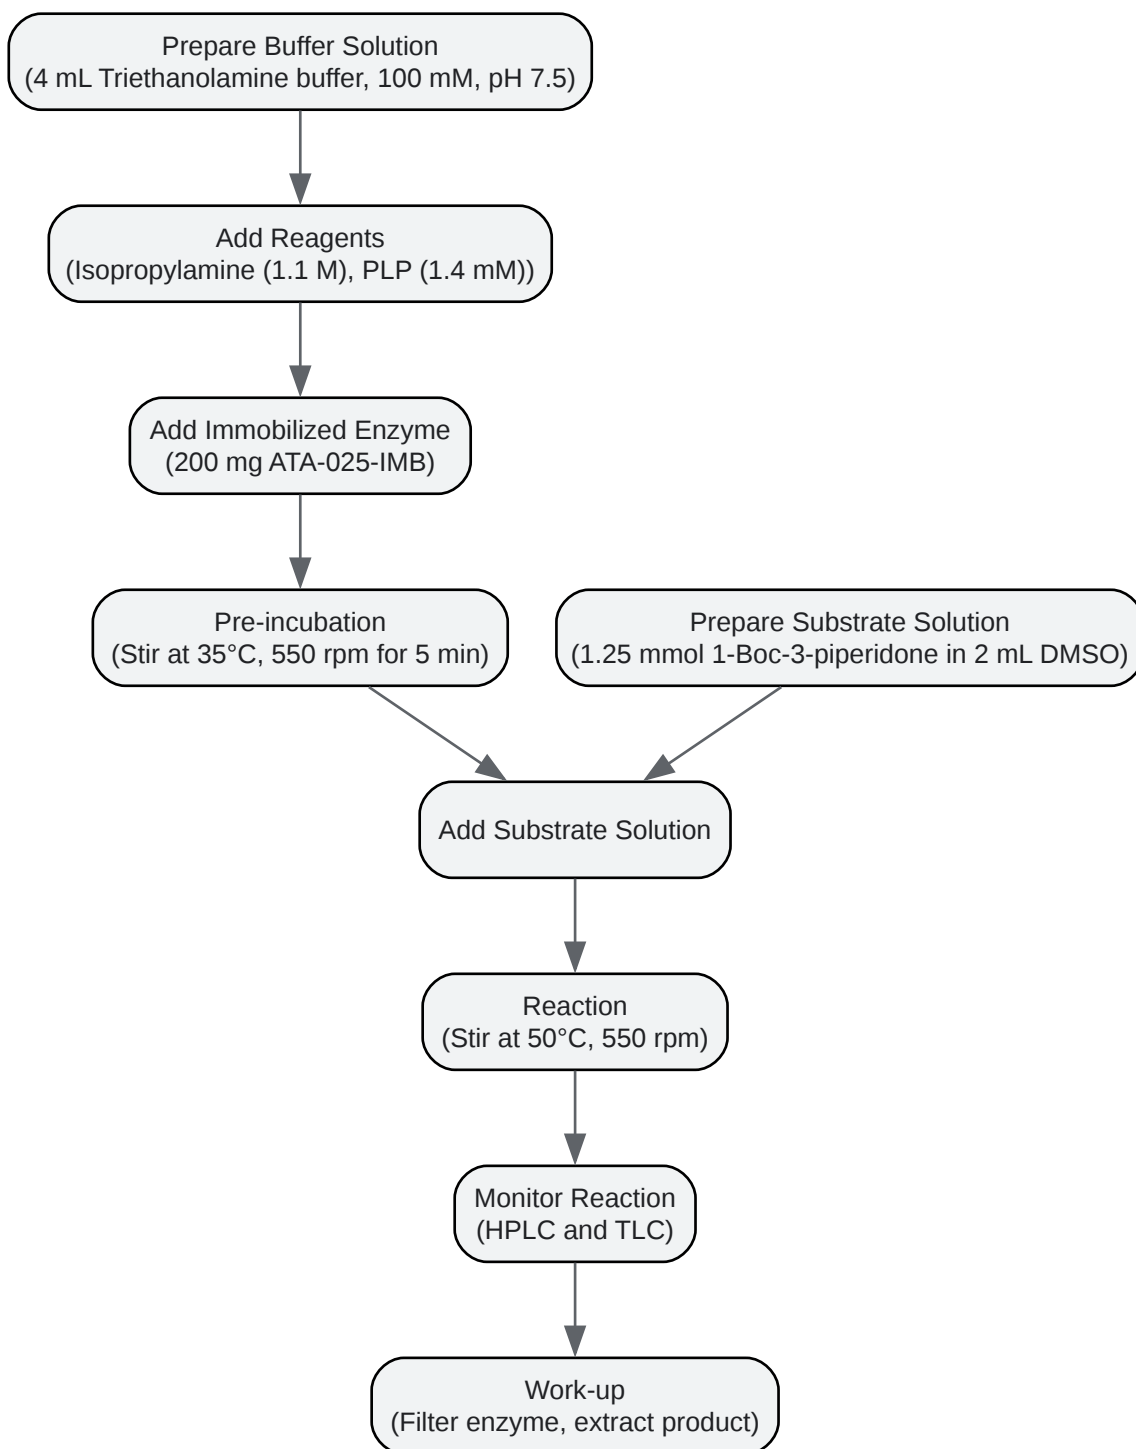 Prepare Buffer Solution
(4 mL Triethanolamine buffer, 100 mM, pH 7.5)
Add Reagents
(Isopropylamine (1.1 M), PLP (1.4 mM))
Add Immobilized Enzyme
(200 mg ATA-025-IMB)
Pre-incubation
(Stir at 35°C, 550 rpm for 5 min)
Prepare Substrate Solution
(1.25 mmol 1-Boc-3-piperidone in 2 mL DMSO)
Add Substrate Solution
Reaction
(Stir at 50°C, 550 rpm)
Monitor Reaction
(HPLC and TLC)
Work-up
(Filter enzyme, extract product)